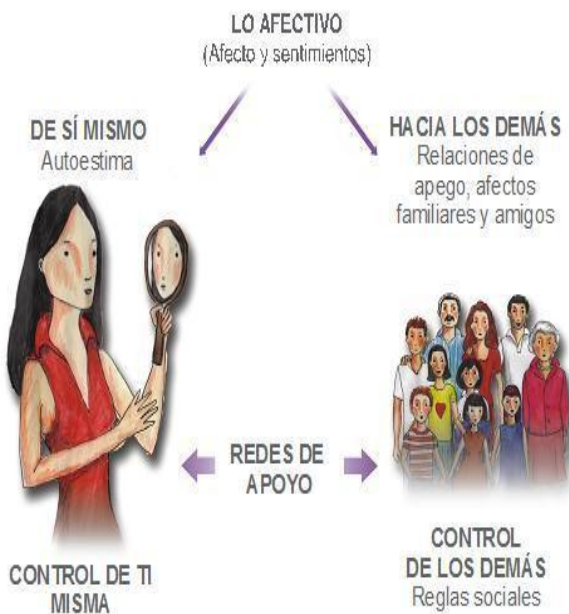 LO AFECTIVO
(Afecto y sentimientos)
DE SÍ MISMO
Autoestima
HACIA LOS DEMÁS
Relaciones de
apego, afectos
familiares y amigos
REDES DE
APOYO
CONTROL DE TI
MISMA
CONTROL
DE LOS DEMÁS
Reglas sociales